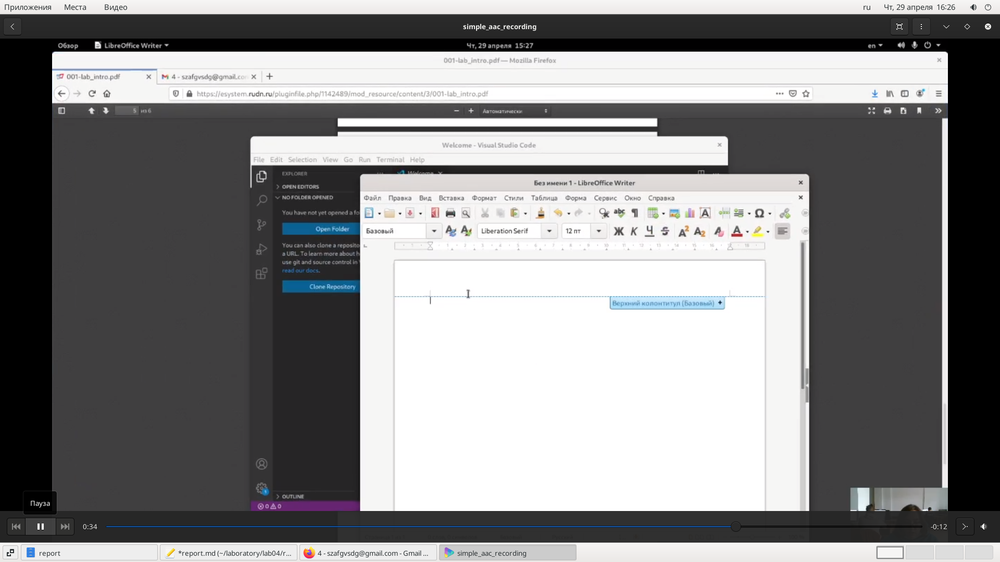 Приложения Места Видео ru Чт, 29 апреля 16:26
simple_aac_recording
Обзор LibreOffice Writer Чт, 29 апреля 15:27 en
001-lab_intro.pdf — Mozilla Firefox
001-lab_intro.pdf 4 - szafgvsdg@gmail.con
https://esystem.rudn.ru/pluginfile.php/1142489/mod_resource/content/3/001-lab_intro.pdf
5 из 6 Автоматически
Welcome - Visual Studio Code
File Edit Selection View Go Run Terminal Help
EXPLORER Welcome
Без имени 1 - LibreOffice Writer
OPEN EDITORS
NO FOLDER OPENED
Файл Правка Вид Вставка Формат Стили Таблица Форма Сервис Окно Справка
You have not yet opened a fo
Open Folder
Базовый Liberation Serif 12 пт
You can also clone a reposito
a URL. To learn more about h
use git and source control in
read our docs.
Clone Repository
Верхний колонтитул (Базовый) +
OUTLINE
0 0
Пауза
0:34 -0:12
report *report.md (~/laboratory/lab04/r... 4 - szafgvsdg@gmail.com - Gmail ... simple_aac_recording